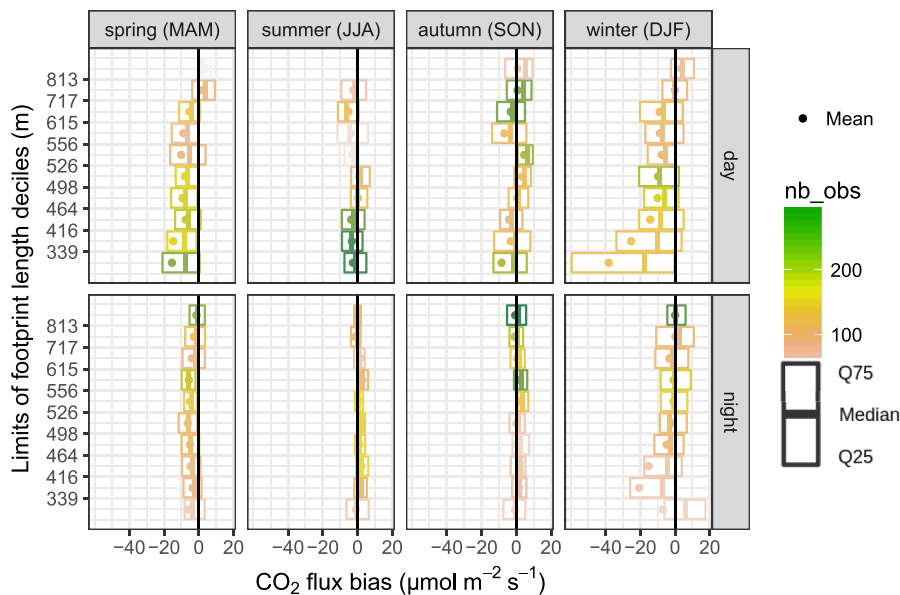 spring (MAM) summer (JJA) autumn (SON) winter (DJF)
Limits of footprint length deciles (m)
813
717
615
556
526
498
464
416
339
day
813
717
615
556
526
498
464
416
339
night
−40 −20 0 20 −40 −20 0 20 −40 −20 0 20 −40 −20 0 20
CO₂ flux bias (μmol m⁻² s⁻¹)
Mean
nb_obs
200
100
Q75
Median
Q25